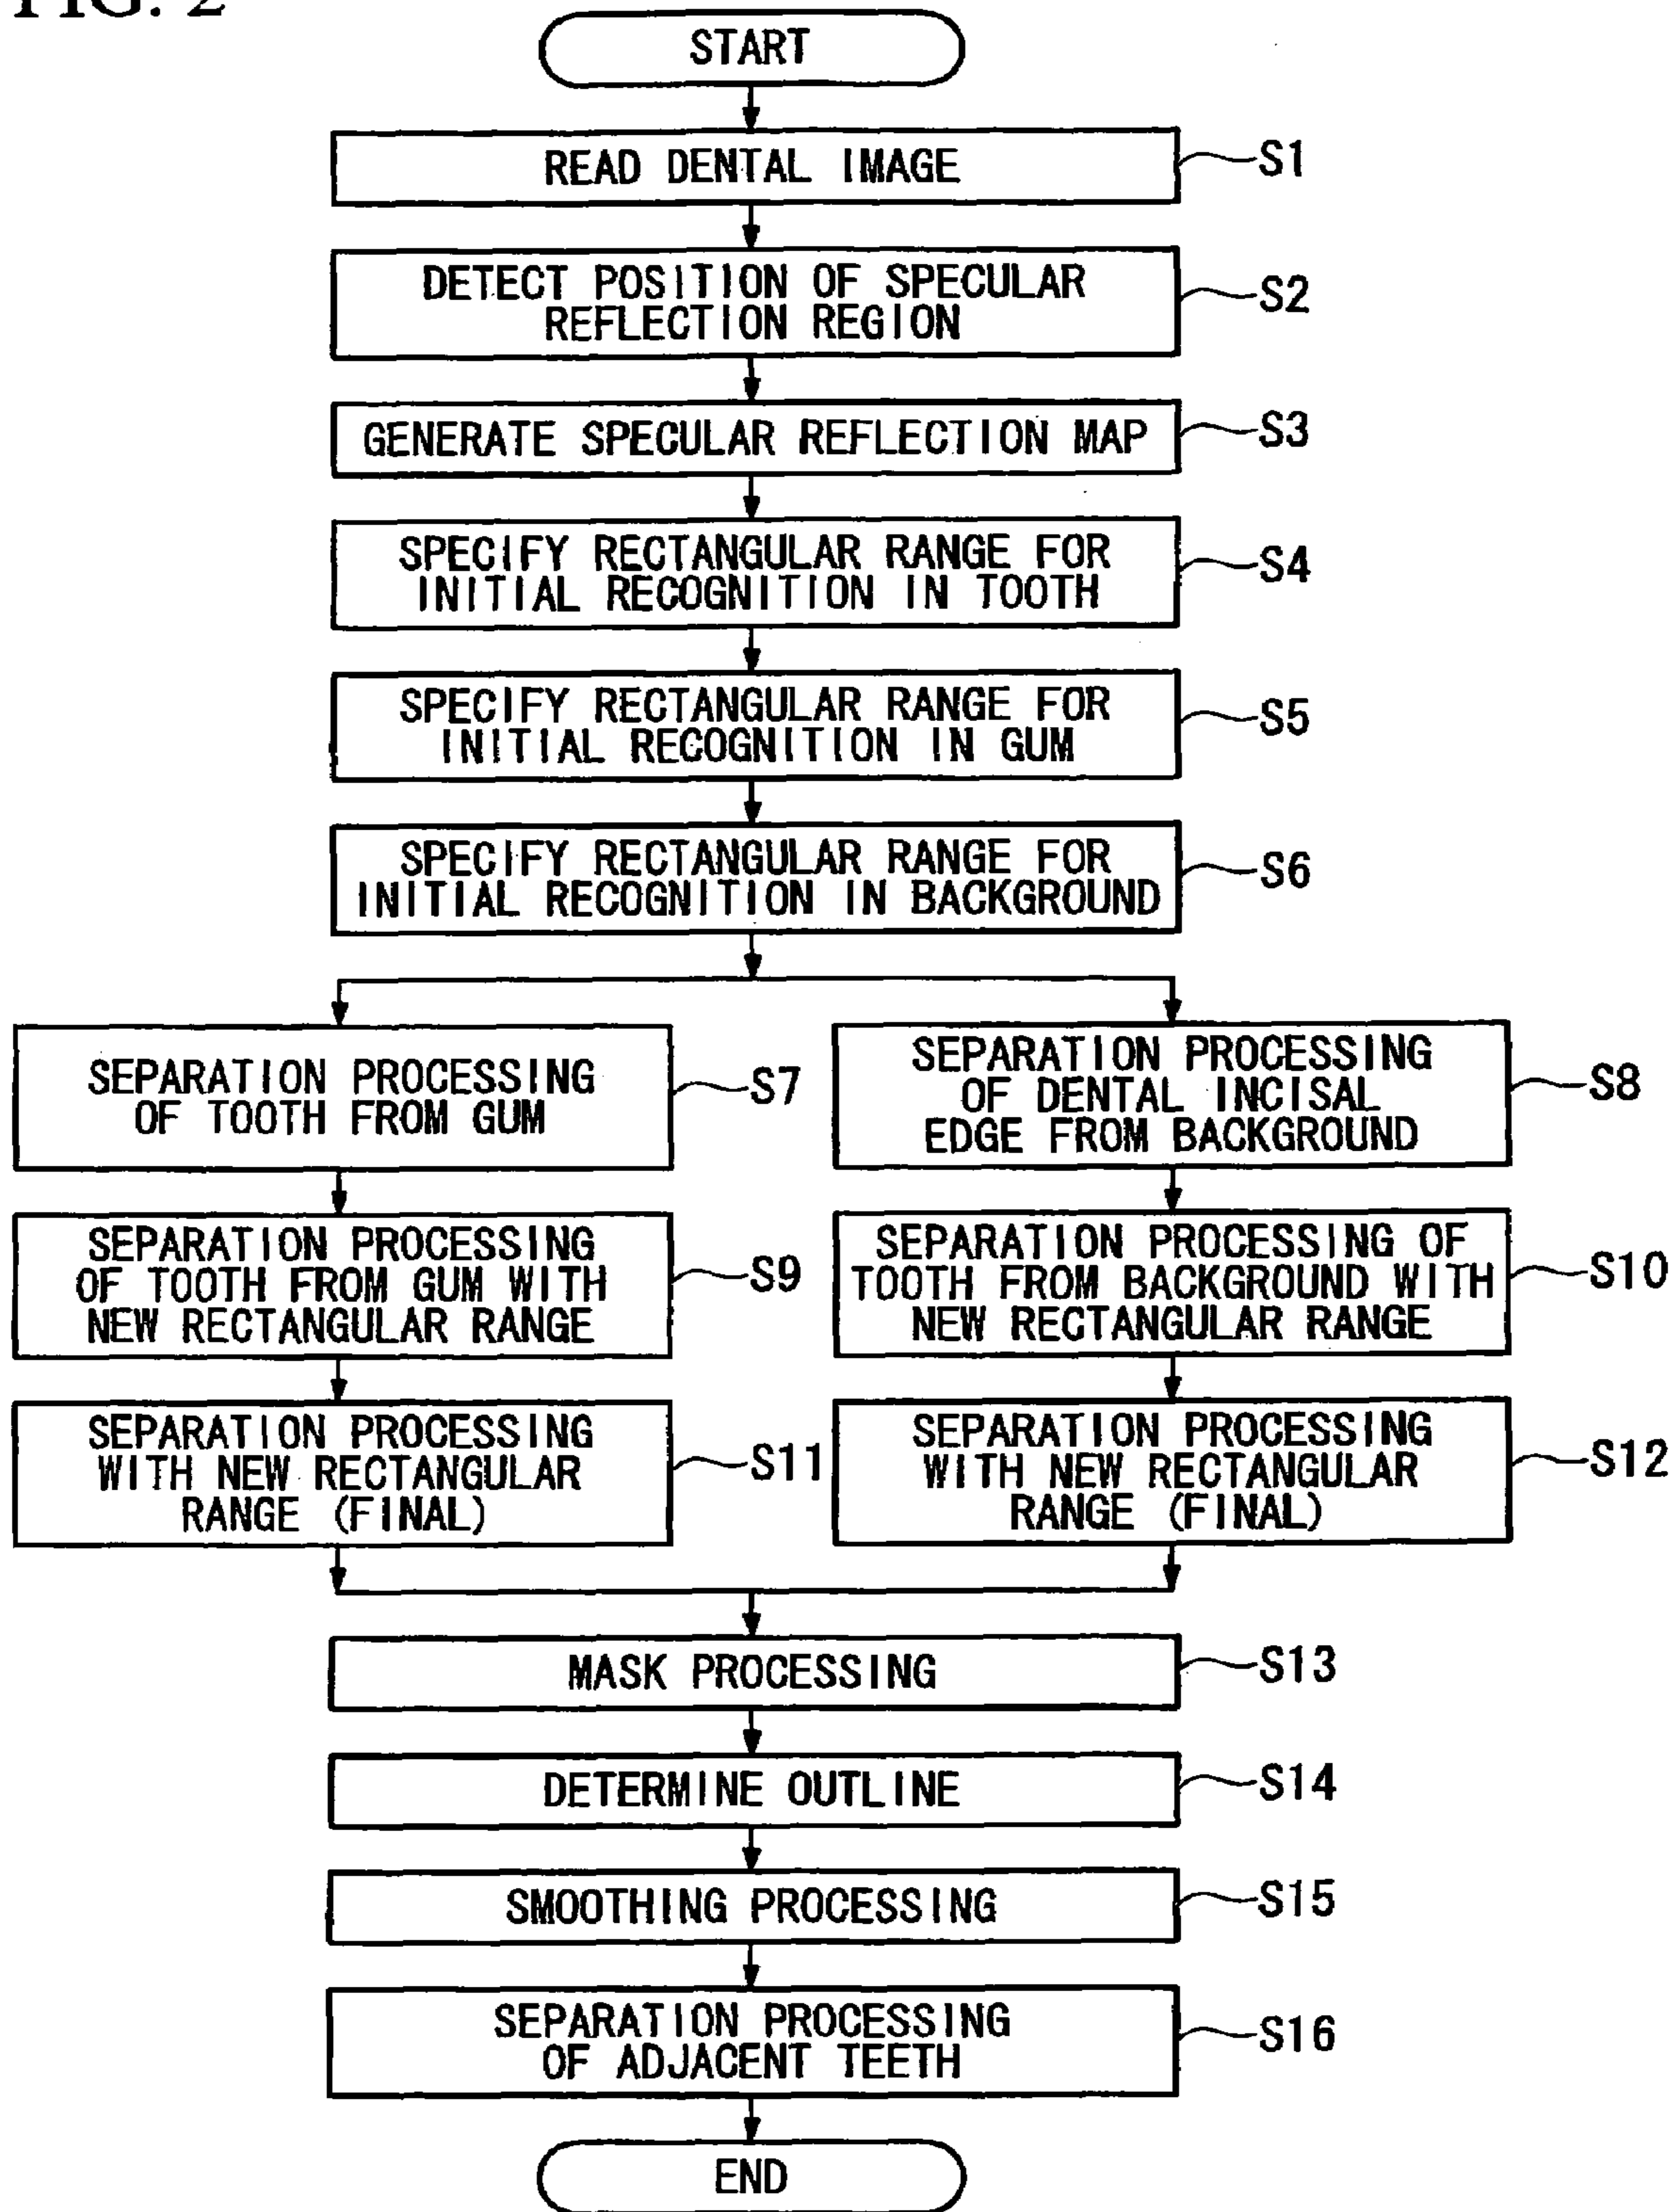 FIG. 2
START
READ DENTAL IMAGE
S1
DETECT POSITION OF SPECULAR
REFLECTION REGION
S2
GENERATE SPECULAR REFLECTION MAP
S3
SPECIFY RECTANGULAR RANGE FOR
INITIAL RECOGNITION IN TOOTH
S4
SPECIFY RECTANGULAR RANGE FOR
INITIAL RECOGNITION IN GUM
S5
SPECIFY RECTANGULAR RANGE FOR
INITIAL RECOGNITION IN BACKGROUND
S6
SEPARATION PROCESSING
OF TOOTH FROM GUM
S7
SEPARATION PROCESSING
OF DENTAL INCISAL
EDGE FROM BACKGROUND
S8
SEPARATION PROCESSING
OF TOOTH FROM GUM WITH
NEW RECTANGULAR RANGE
S9
SEPARATION PROCESSING OF
TOOTH FROM BACKGROUND WITH
NEW RECTANGULAR RANGE
S10
SEPARATION PROCESSING
WITH NEW RECTANGULAR
RANGE (FINAL)
S11
SEPARATION PROCESSING
WITH NEW RECTANGULAR
RANGE (FINAL)
S12
MASK PROCESSING
S13
DETERMINE OUTLINE
S14
SMOOTHING PROCESSING
S15
SEPARATION PROCESSING
OF ADJACENT TEETH
S16
END